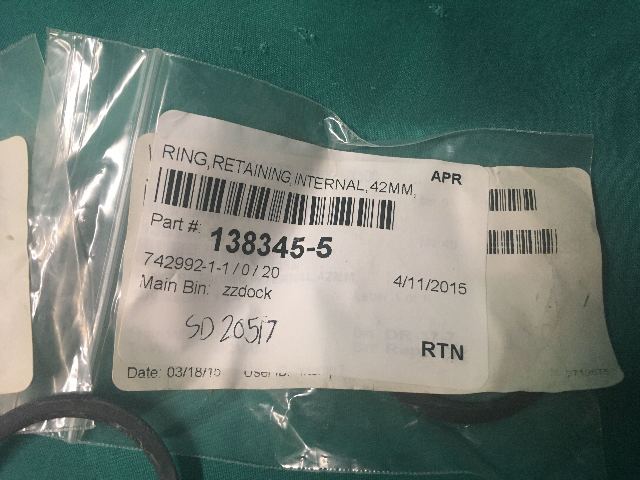 RING,RETAINING,INTERNAL,42MM,
APR
Part #: 138345-5
742992-1-1 / 0 / 20
4/11/2015
Main Bin: zzdock
SD 20517
RTN
Date: 03/18/15